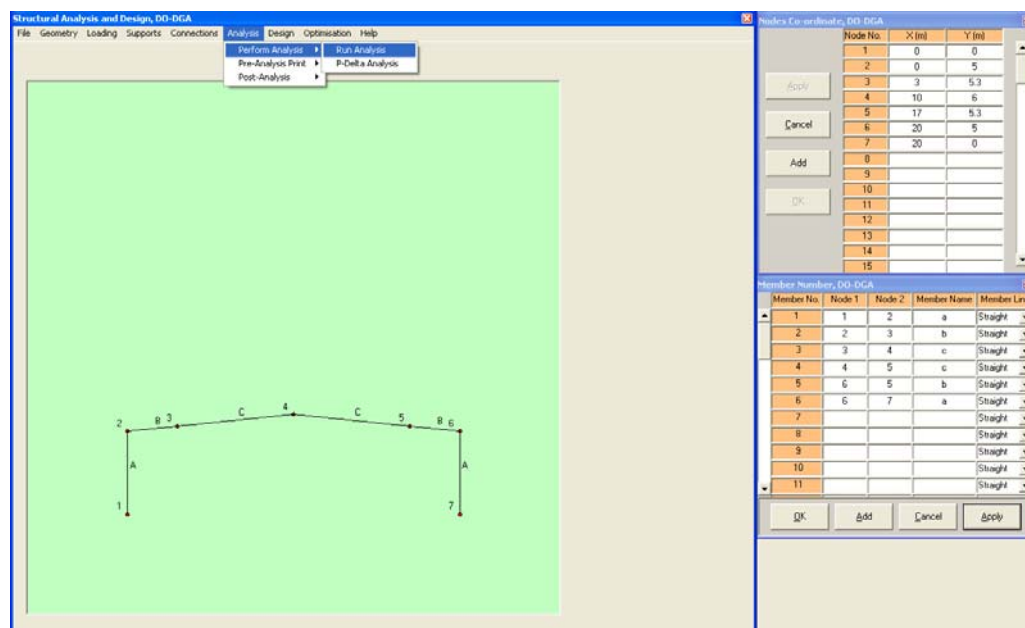 Structural Analysis and Design, DO-DGA
File Geometry Loading Supports Connections Analysis Design Optimisation Help
Perform Analysis Run Analysis
Pre-Analysis Print P-Delta Analysis
Post-Analysis
4
C C
2 B 3 5 B 6
A A
1 7
Nodes Co-ordinate, DO-DGA
Node No. X (m) Y (m)
1 0 0
2 0 5
3 3 5.3
4 10 6
5 17 5.3
6 20 5
7 20 0
8
9
10
11
12
13
14
15
Apply
Cancel
Add
OK
Member Number, DO-DGA
Member No. Node 1 Node 2 Member Name Member Lin
1 1 2 a Straight
2 2 3 b Straight
3 3 4 c Straight
4 4 5 c Straight
5 6 5 b Straight
6 6 7 a Straight
7 Straight
8 Straight
9 Straight
10 Straight
11 Straight
OK Add Cancel Apply